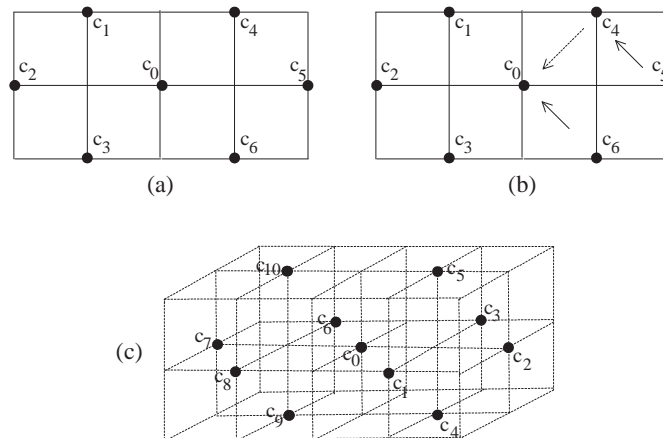 c1 c4
c2 c0 c5
c3 c6
(a)
c1 c4
c2 c0 c5
c3 c6
(b)
c10 c5
c6 c3
c7 c0 c2
c8 c1
c9 c4
(c)